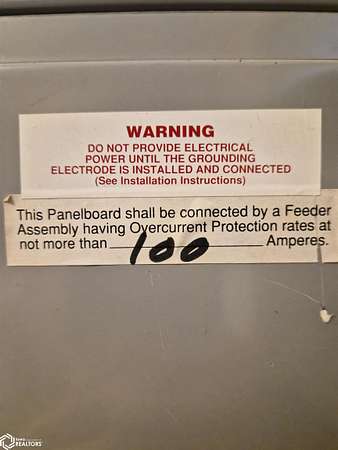 WARNING
DO NOT PROVIDE ELECTRICAL
POWER UNTIL THE GROUNDING
ELECTRODE IS INSTALLED AND CONNECTED
(See Installation Instructions)
This Panelboard shall be connected by a Feeder
Assembly having Overcurrent Protection rates at
not more than 100 Amperes.
REALTORS